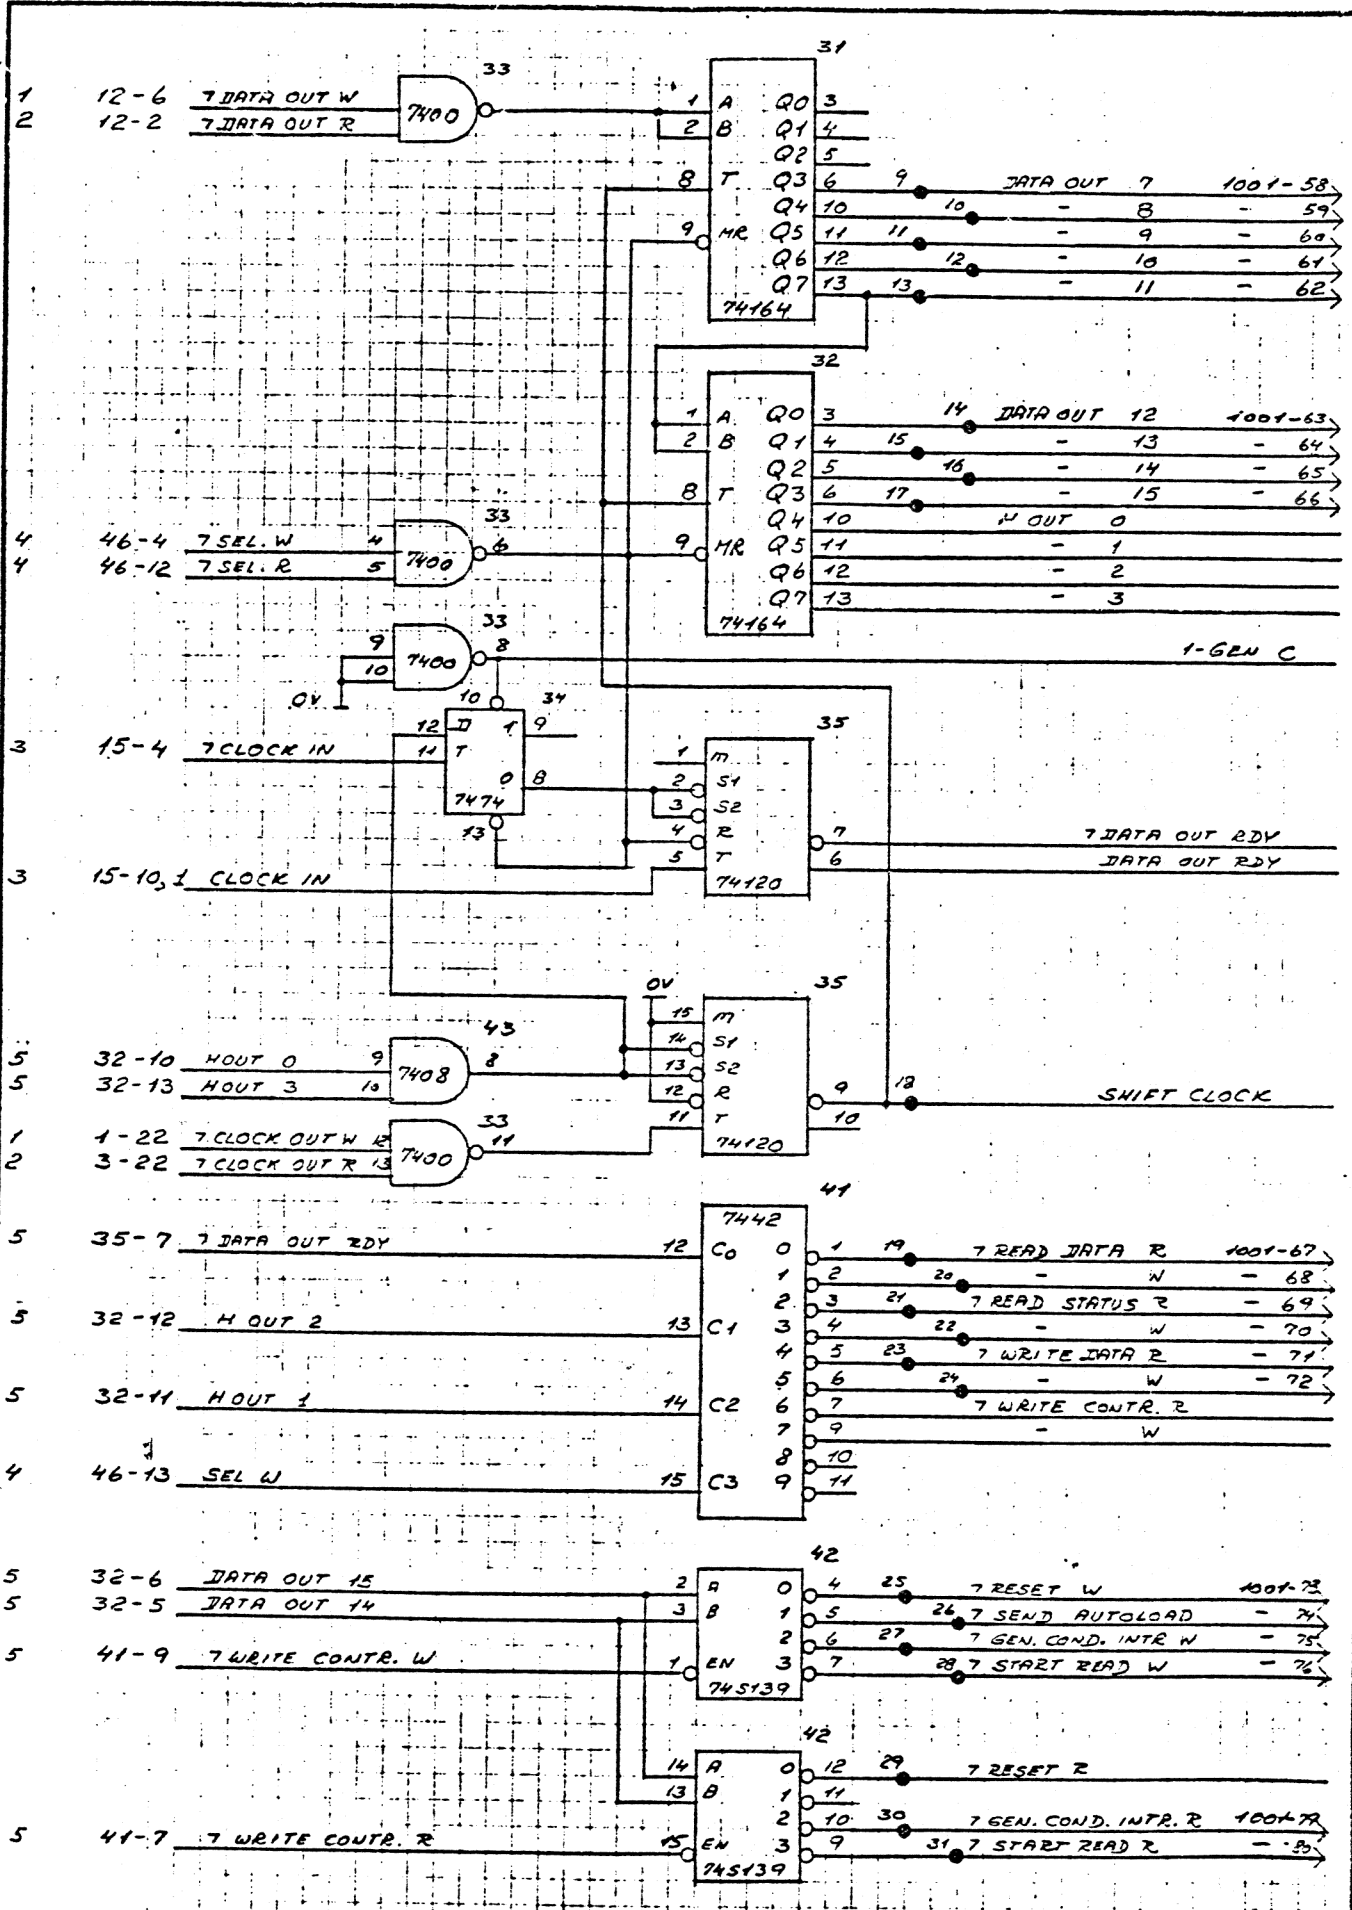 31
33
1 12-6 7 DATA OUT W 7400 1 A Q0 3
2 12-2 7 DATA OUT R 2 B Q1 4
Q2 5
8 T Q3 6 9 DATA OUT 7 1001-58
Q4 10 10 - 8 - 59
9 MR Q5 11 11 - 9 - 60
Q6 12 12 - 10 - 61
Q7 13 13 - 11 - 62
74164
32
1 A Q0 3 14 DATA OUT 12 1001-63
2 B Q1 4 15 - 13 - 64
Q2 5 16 - 14 - 65
8 T Q3 6 17 - 15 - 66
33 Q4 10 H OUT 0
4 46-4 7 SEL. W 4 7400 6 9 MR Q5 11 - 1
4 46-12 7 SEL. R 5 Q6 12 - 2
Q7 13 - 3
74164
33
9 7400 8 1-GEN C
10
0V 10 34
12 D 1 9 35
3 15-4 7 CLOCK IN 11 T 1 M
0 8 2 S1
7474 3 S2
13 4 R 7 7 DATA OUT RDY
5 T 6 DATA OUT RDY
3 15-10,1 CLOCK IN 74120
0V 35
43 15 M
14 S1
5 32-10 HOUT 0 9 7408 8 13 S2
5 32-13 HOUT 3 10 12 R 9 18 SHIFT CLOCK
33 11 T 10
1 1-22 7 CLOCK OUT W 12 7400 11 74120
2 3-22 7 CLOCK OUT R 13
41
7442
5 35-7 7 DATA OUT RDY 12 C0 0 1 19 7 READ DATA R 1001-67
1 2 20 - W - 68
2 3 21 7 READ STATUS R - 69
5 32-12 H OUT 2 13 C1 3 4 22 - W - 70
4 5 23 7 WRITE DATA R - 71
5 6 24 - W - 72
5 32-11 H OUT 1 14 C2 6 7 7 WRITE CONTR. R
7 9 - W
8 10
4 46-13 SEL W 15 C3 9 11
42
5 32-6 DATA OUT 15 2 A 0 4 25 7 RESET W 1001-73
5 32-5 DATA OUT 14 3 B 1 5 26 7 SEND AUTOLOAD - 74
2 6 27 7 GEN. COND. INTR W - 75
5 41-9 7 WRITE CONTR. W 1 EN 3 7 28 7 START READ W - 76
74S139
42
14 A 0 12 29 7 RESET R
13 B 1 11
2 10 30 7 GEN. COND. INTR. R 1001-79
5 41-7 7 WRITE CONTR. R 15 EN 3 9 31 7 START READ R -
74S139